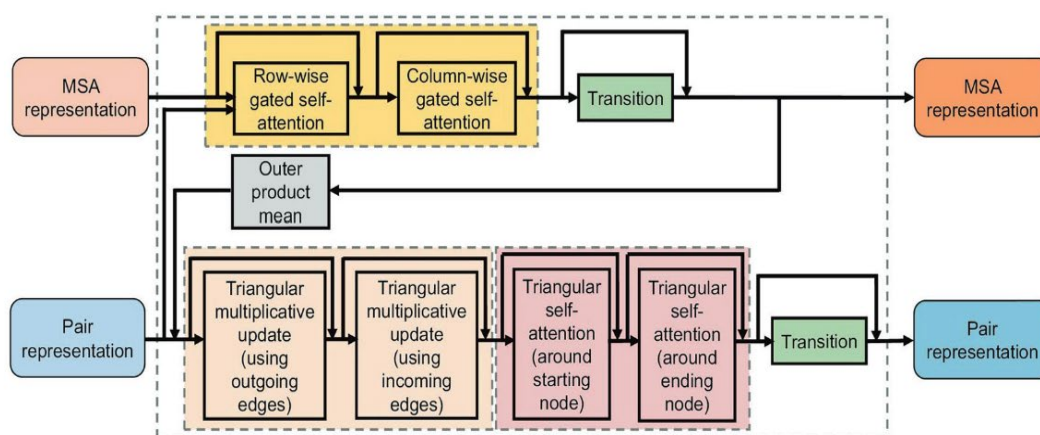 MSA
representation
Row-wise
gated self-
attention
Column-wise
gated self-
attention
Transition
MSA
representation
Outer
product
mean
Pair
representation
Triangular
multiplicative
update
(using
outgoing
edges)
Triangular
multiplicative
update
(using
incoming
edges)
Triangular
self-
attention
(around
starting
node)
Triangular
self-
attention
(around
ending
node)
Transition
Pair
representation